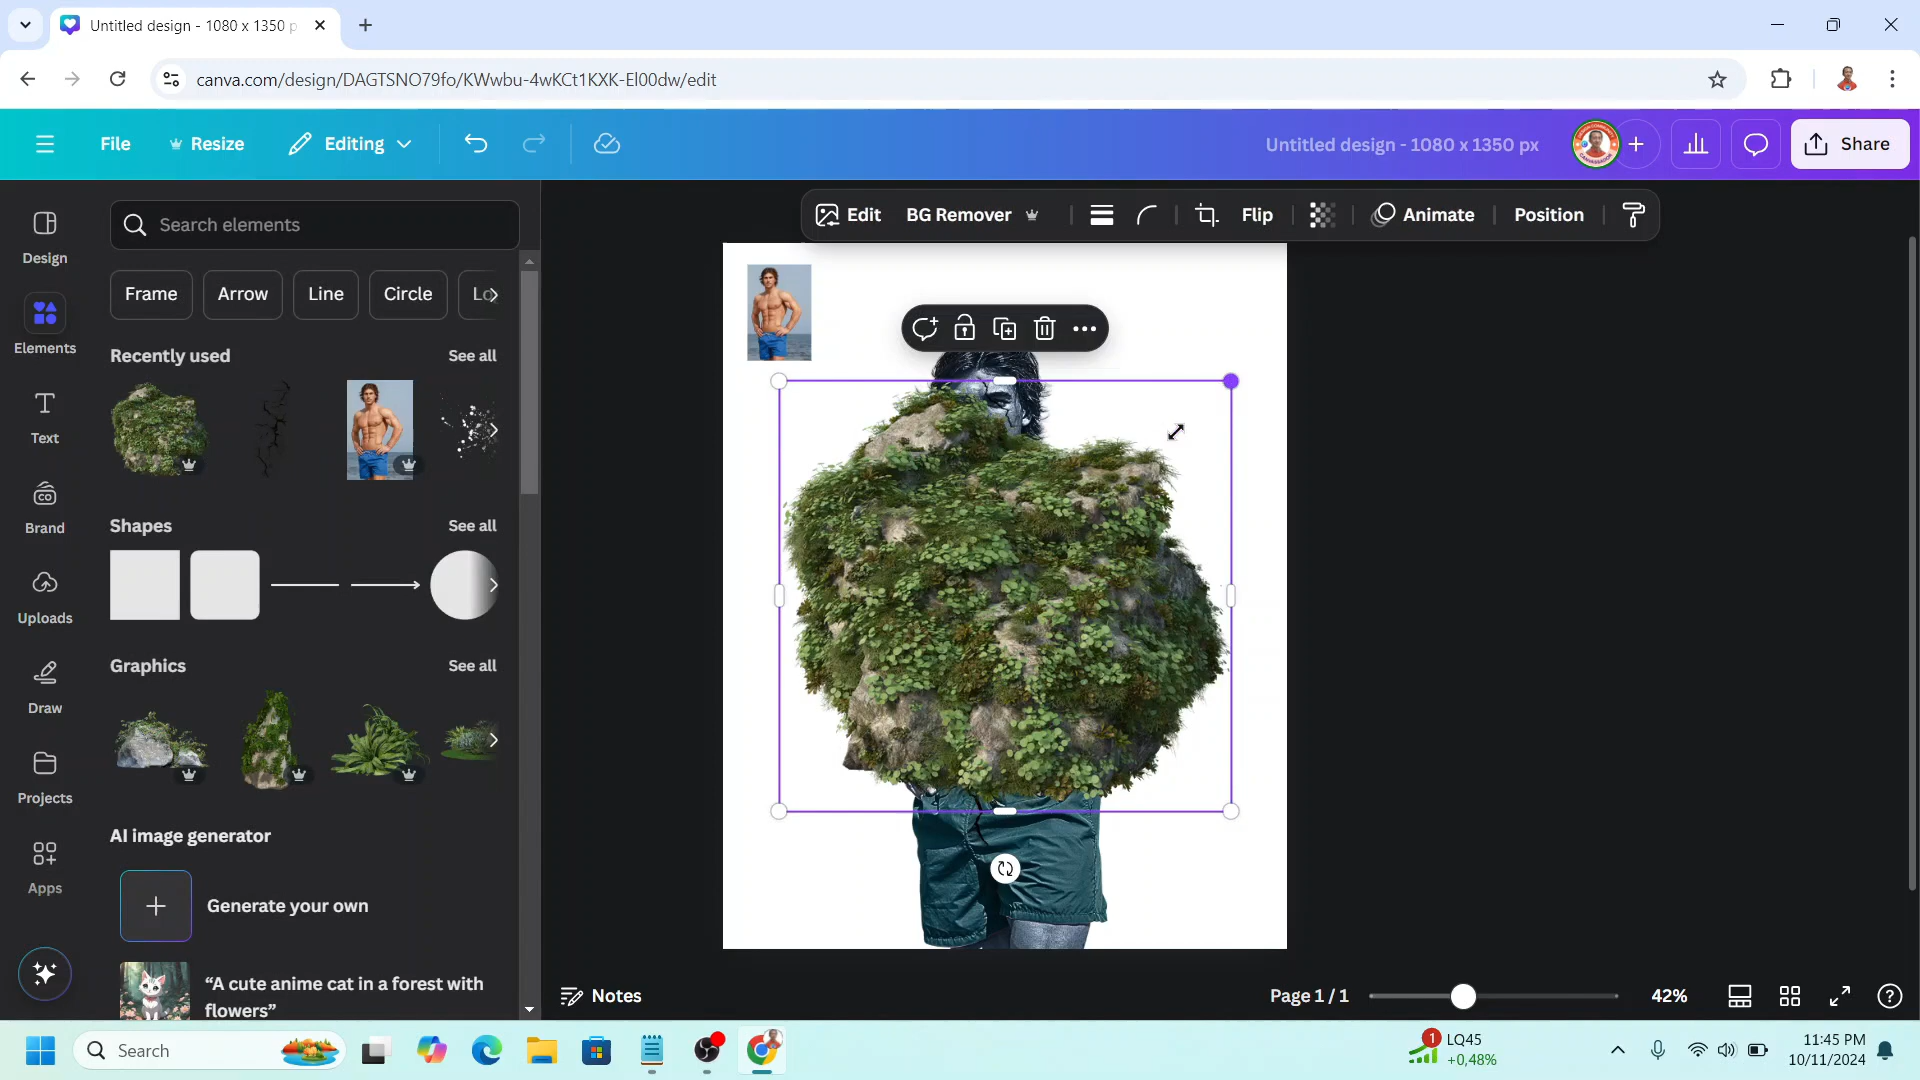 Untitled design - 1080 x 1350 p
canva.com/design/DAGTSNO79fo/KWwbu-4wKCt1KXK-El00dw/edit
File
Resize
Editing
Untitled design - 1080 x 1350 px
Share
Design
Elements
Text
Brand
Uploads
Draw
Projects
Apps
Search elements
Frame
Arrow
Line
Circle
Recently used
See all
Shapes
See all
Graphics
See all
AI image generator
Generate your own
“A cute anime cat in a forest with
flowers”
Edit
BG Remover
Flip
Animate
Position
Notes
Page 1 / 1
42%
Search
1
LQ45
+0,48%
11:45 PM
10/11/2024